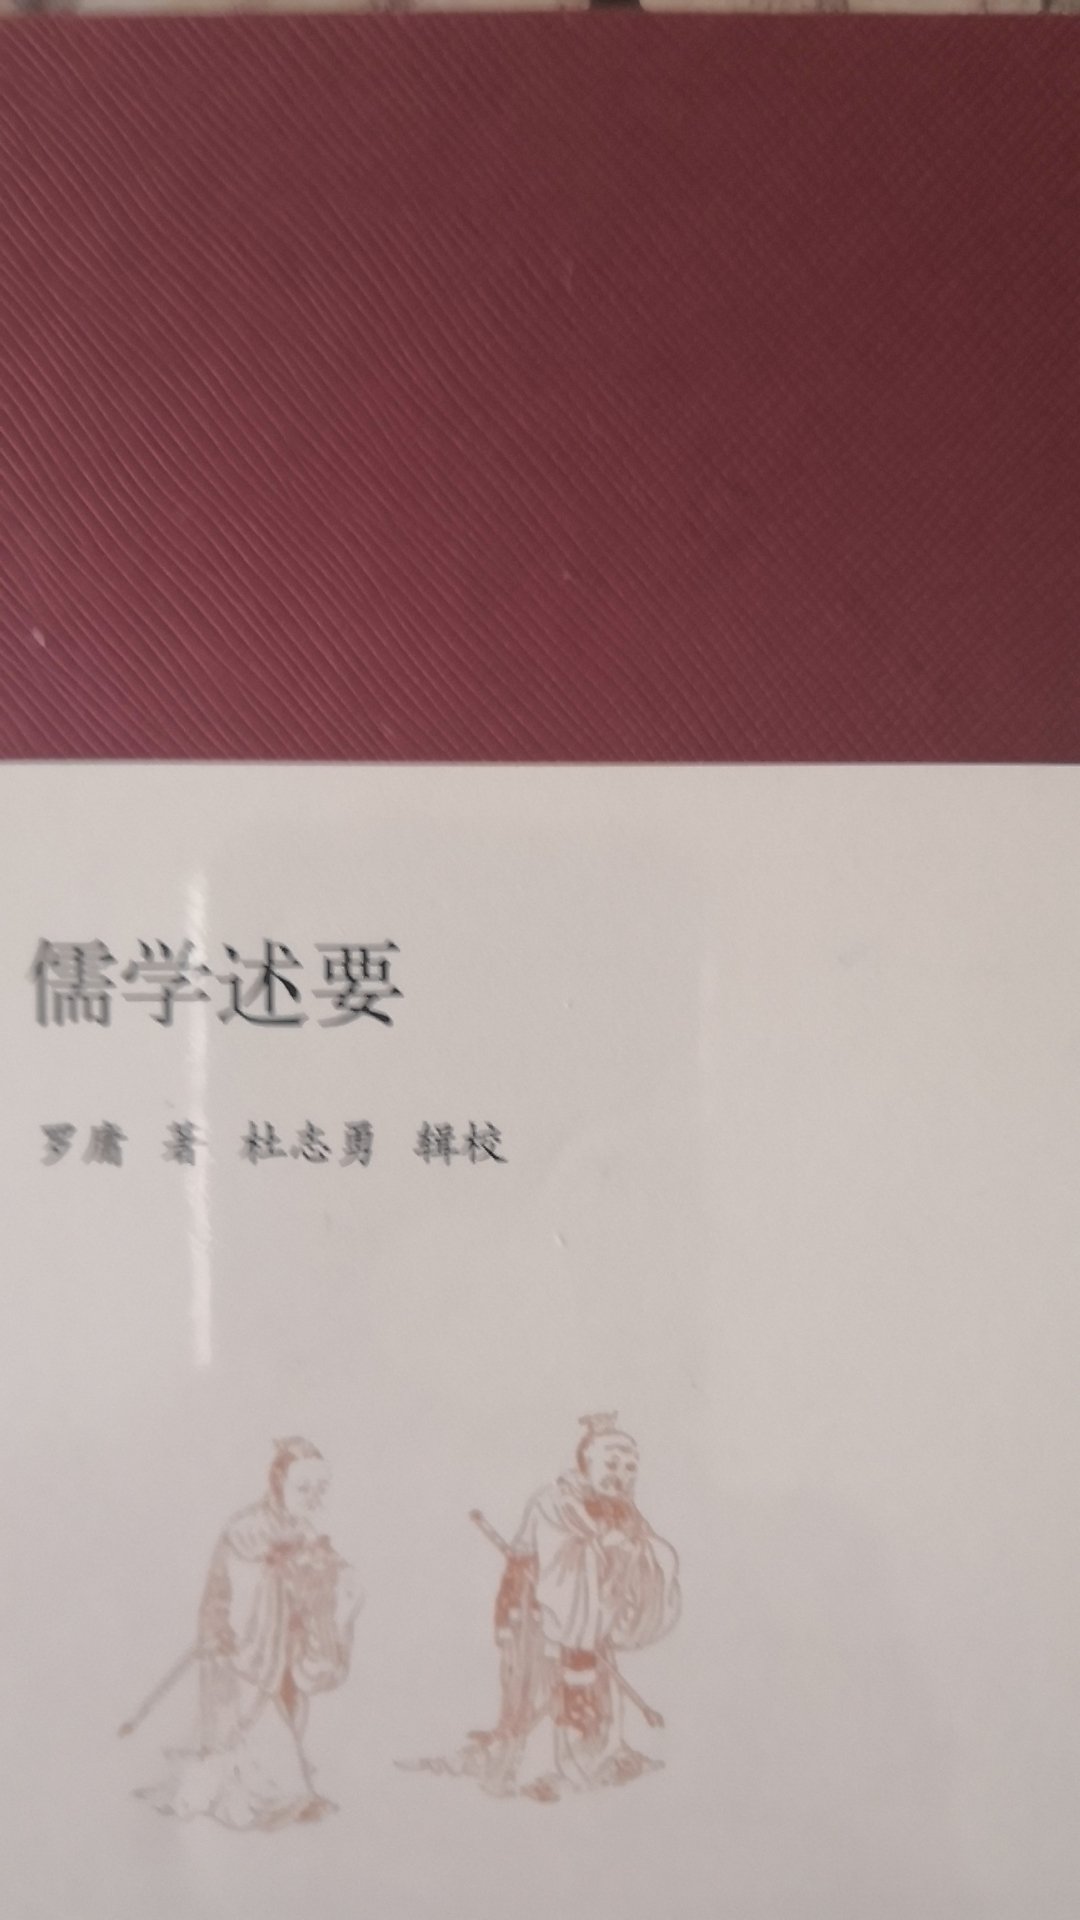 儒学述要
罗庸 著 杜志勇 辑校